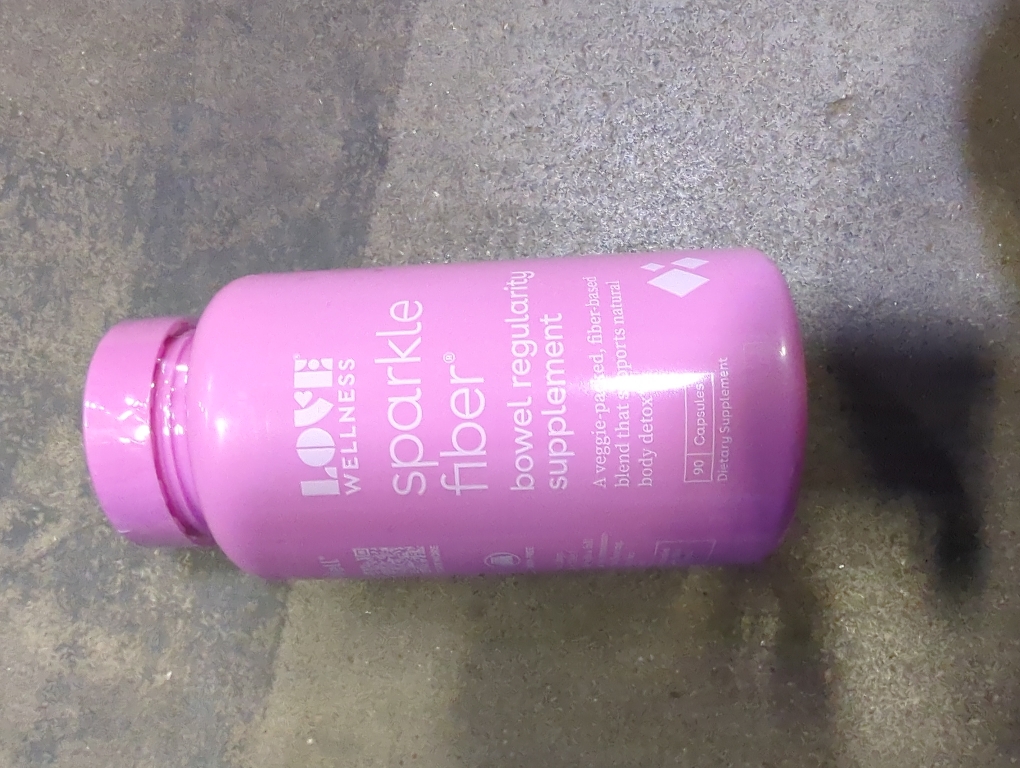 LOVE
WELLNESS
sparkle
fiber®
bowel regularity
supplement
A veggie-packed, fiber-based
blend that supports natural
body detox
90 Capsules
Dietary Supplement